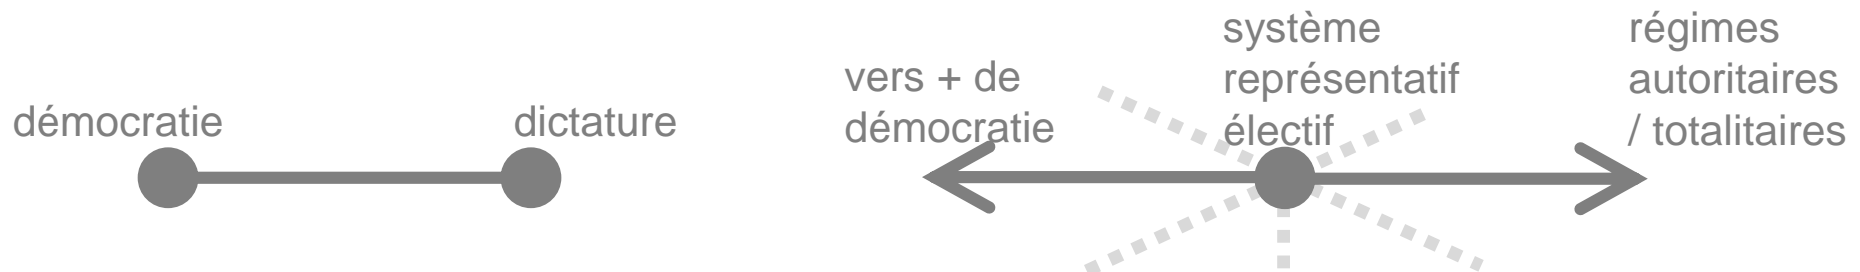 démocratie
dictature
vers + de
démocratie
système
représentatif
électif
régimes
autoritaires
/ totalitaires